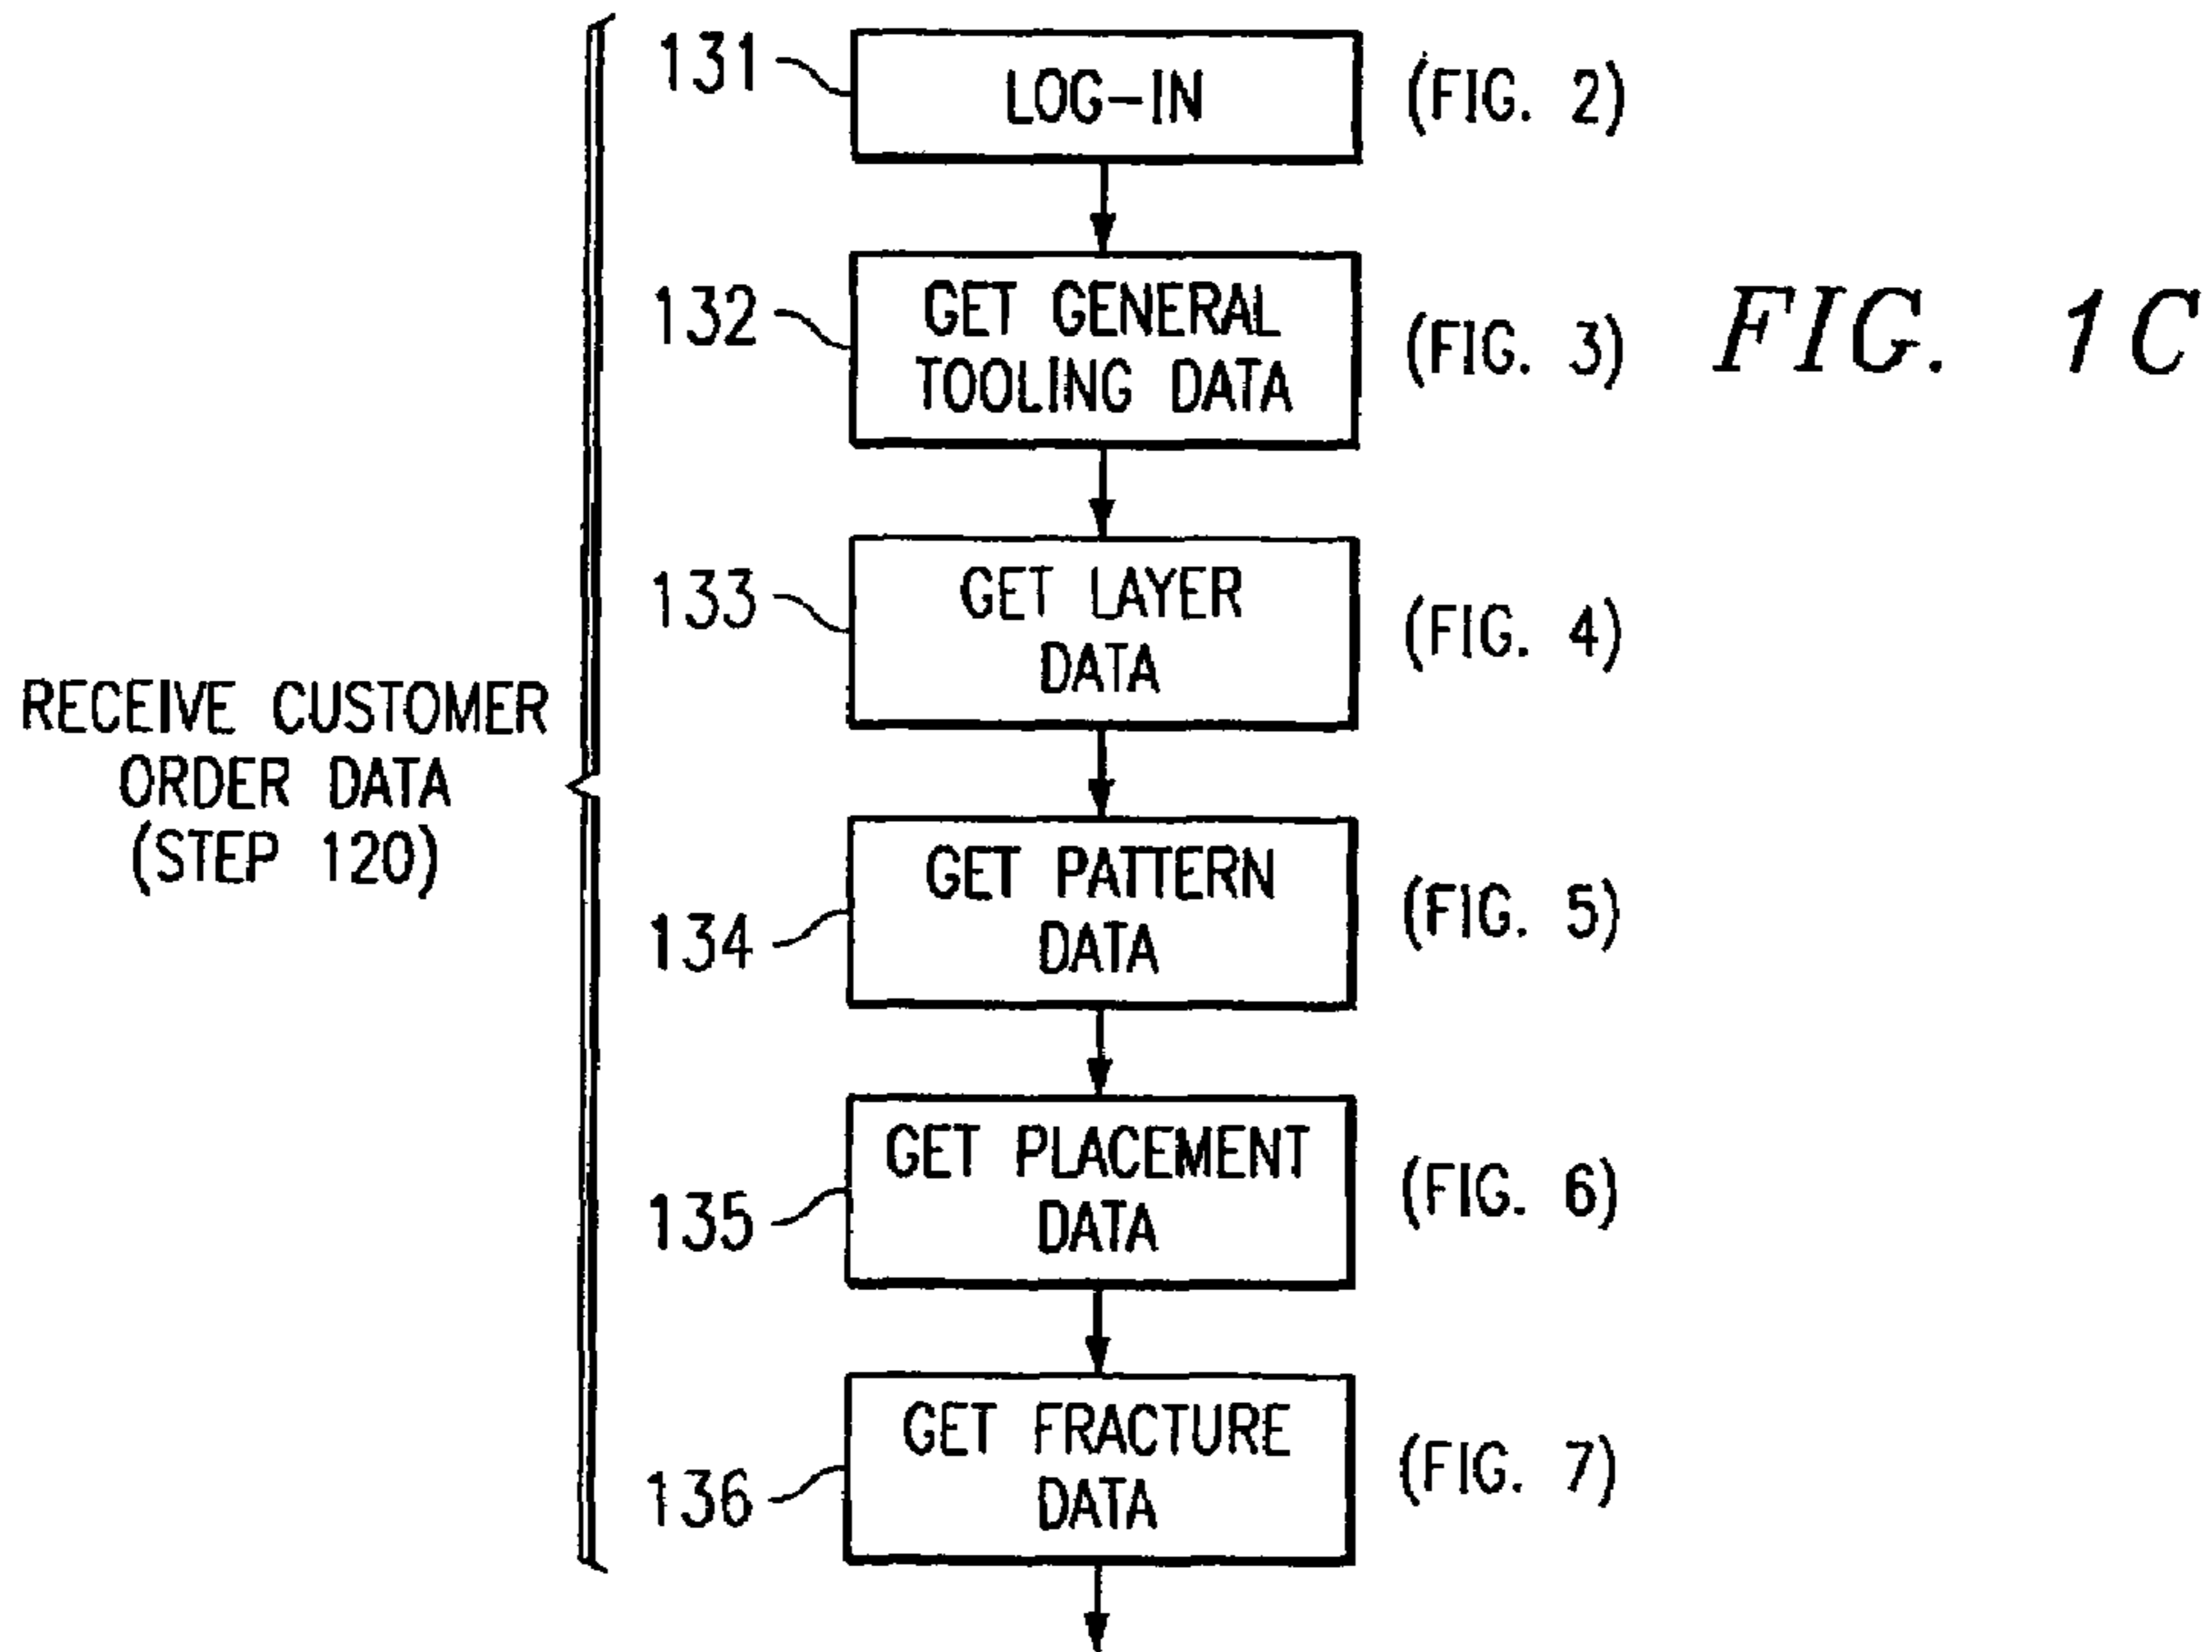 131
LOG-IN
(FIG. 2)
132
GET GENERAL
TOOLING DATA
(FIG. 3)
FIG. 1C
133
GET LAYER
DATA
(FIG. 4)
RECEIVE CUSTOMER
ORDER DATA
(STEP 120)
134
GET PATTERN
DATA
(FIG. 5)
135
GET PLACEMENT
DATA
(FIG. 6)
136
GET FRACTURE
DATA
(FIG. 7)